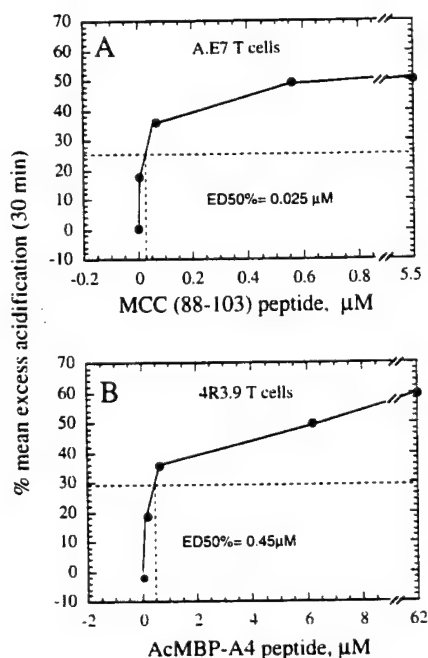 % mean excess acidification (30 min)
A
A.E7 T cells
70
60
50
40
30
20
10
0
-10
ED50%= 0.025 µM
-0.2 0 0.2 0.4 0.6 0.8 5.5
MCC (88-103) peptide, µM
B
4R3.9 T cells
70
60
50
40
30
20
10
0
-10
ED50%= 0.45µM
-2 0 2 4 6 8 62
AcMBP-A4 peptide, µM